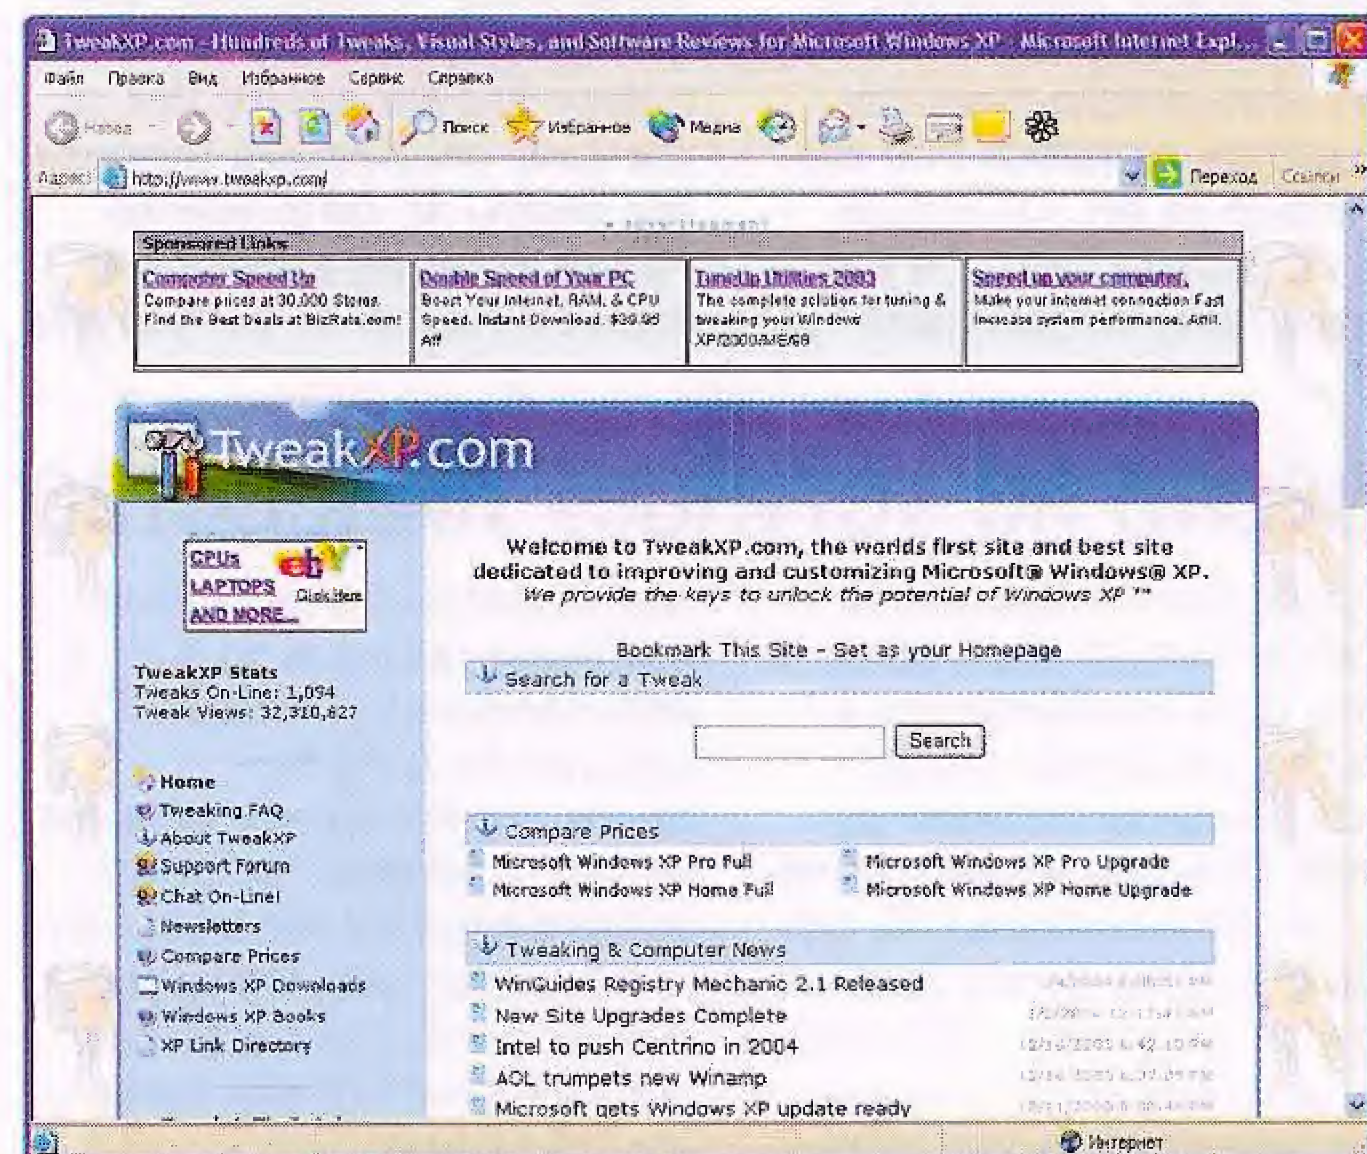 TweakXP.com - Hundreds of Tweaks, Visual Styles, and Software Reviews for Microsoft Windows XP - Microsoft Internet Expl...
Файл Правка Вид Избранное Сервис Справка
Назад Поиск Избранное Медиа
Адрес: http://www.tweakxp.com/ Переход Ссылки »
Sponsored Links
Computer Speed Up
Compare prices at 30,000 Stores.
Find the Best Deals at BizRate.com!
Double Speed of Your PC
Boost Your Internet, RAM, & CPU
Speed. Instant Download. $39.95
Aff
TuneUp Utilities 2003
The complete solution for tuning &
tweaking your Windows
XP/2000/ME/98
Speed up your computer.
Make your internet connection Fast
Increase system performance. Affil.
TweakXP.com
CPUs
LAPTOPS
AND MORE...
eb Y
Click Here
Welcome to TweakXP.com, the worlds first site and best site
dedicated to improving and customizing Microsoft® Windows® XP.
We provide the keys to unlock the potential of Windows XP ™
Bookmark This Site - Set as your Homepage
Search for a Tweak
Search
TweakXP Stats
Tweaks On-Line: 1,094
Tweak Views: 32,310,827
Home
Tweaking FAQ
About TweakXP
Support Forum
Chat On-Line!
Newsletters
Compare Prices
Windows XP Downloads
Windows XP Books
XP Link Directory
Compare Prices
Microsoft Windows XP Pro Full Microsoft Windows XP Pro Upgrade
Microsoft Windows XP Home Full Microsoft Windows XP Home Upgrade
Tweaking & Computer News
WinGuides Registry Mechanic 2.1 Released
New Site Upgrades Complete
Intel to push Centrino in 2004
AOL trumpets new Winamp
Microsoft gets Windows XP update ready
Интернет